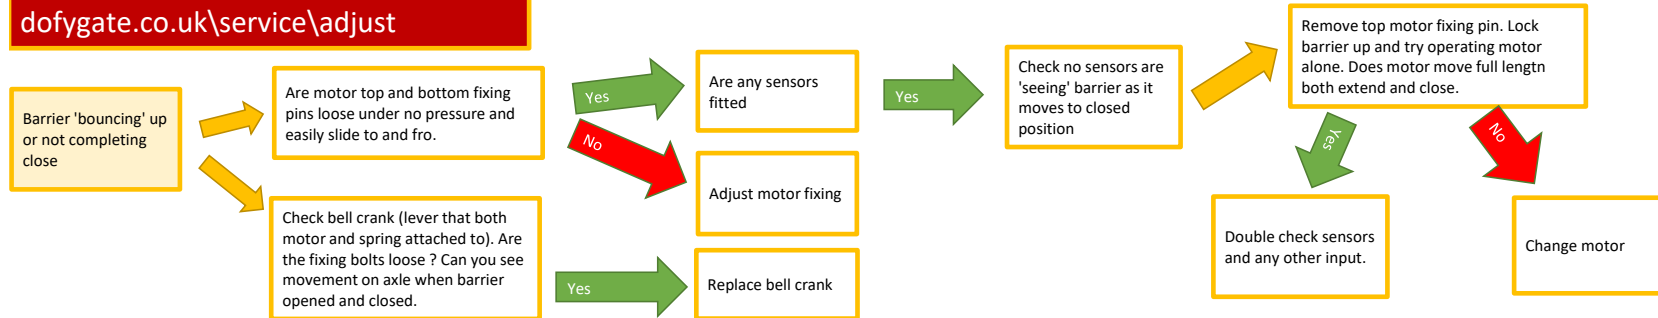 dofygate.co.uk\service\adjust
Barrier 'bouncing' up
or not completing
close
Are motor top and bottom fixing
pins loose under no pressure and
easily slide to and fro.
Yes
No
Are any sensors
fitted
Adjust motor fixing
Check bell crank (lever that both
motor and spring attached to). Are
the fixing bolts loose ? Can you see
movement on axle when barrier
opened and closed.
Yes
Replace bell crank
Yes
Check no sensors are
'seeing' barrier as it
moves to closed
position
Remove top motor fixing pin. Lock
barrier up and try operating motor
alone. Does motor move full length
both extend and close.
Yes
No
Double check sensors
and any other input.
Change motor